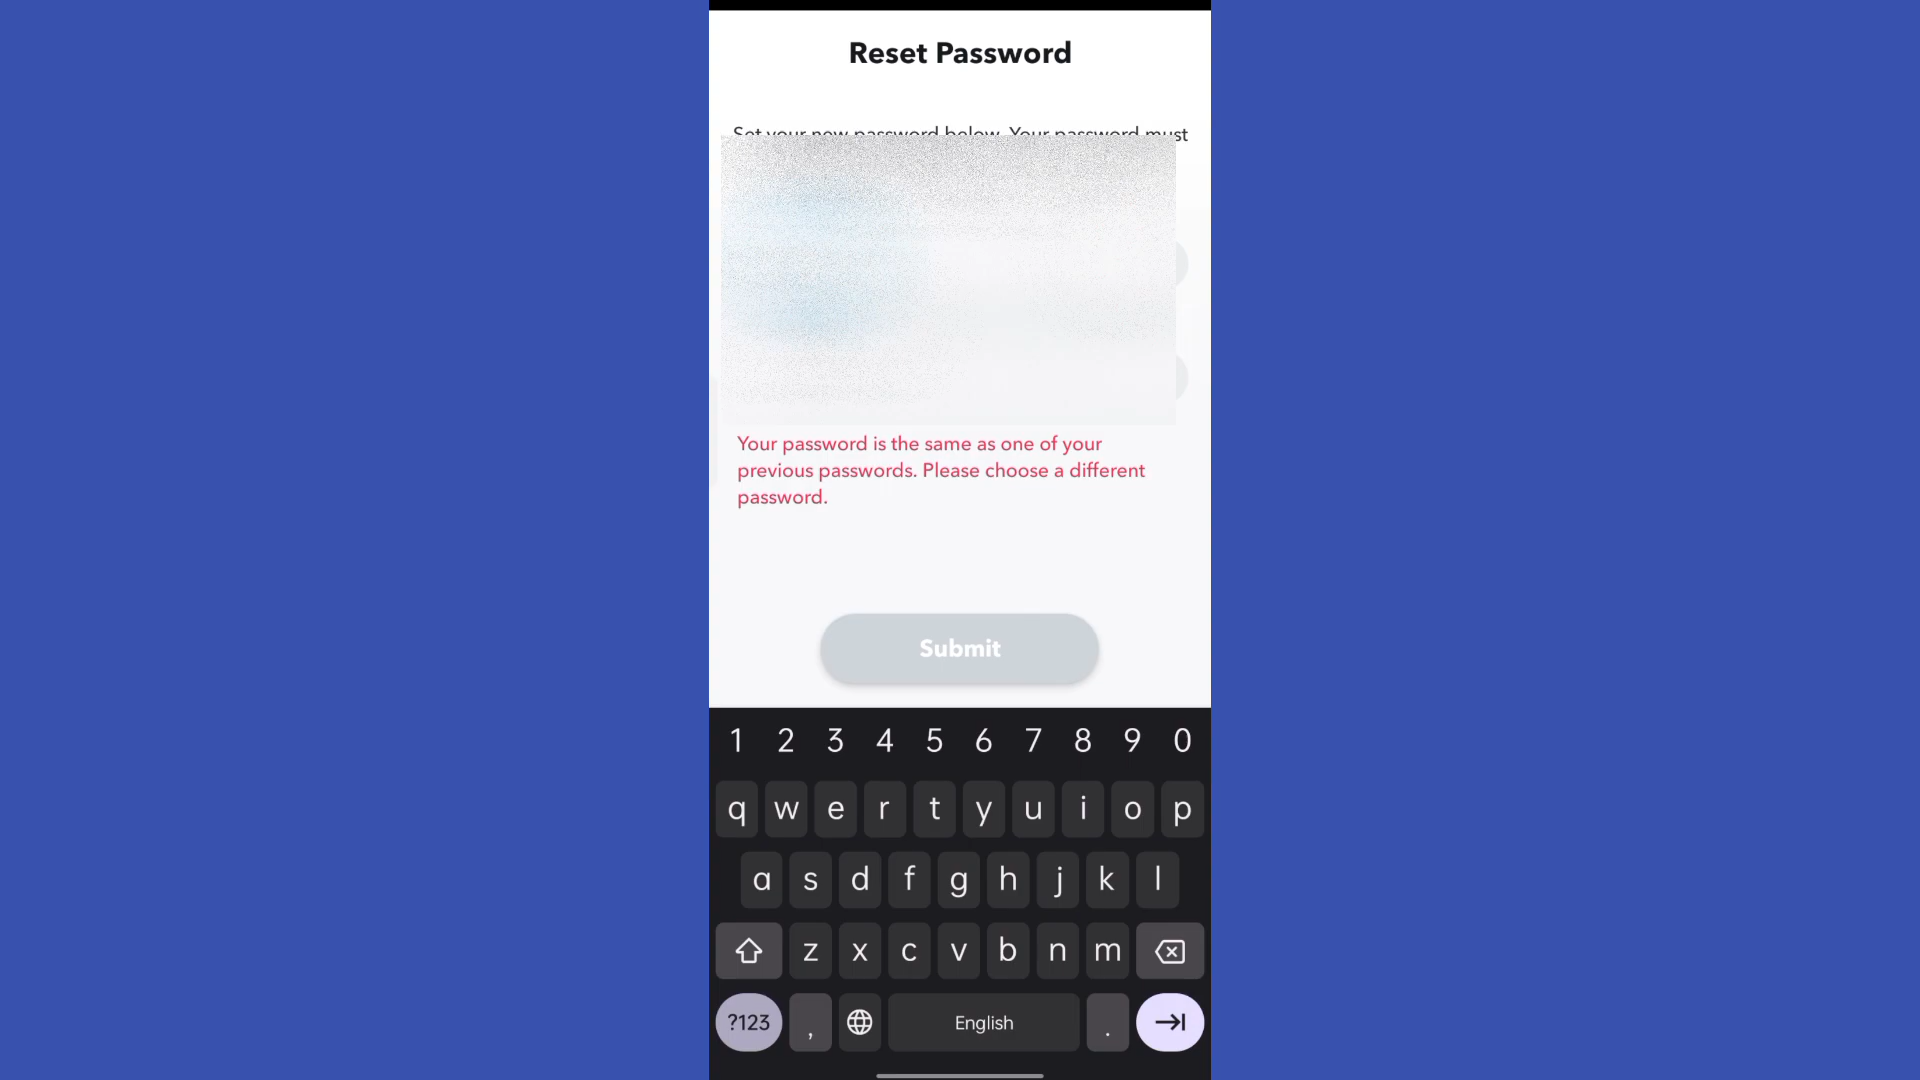 Reset Password
Set your new password below. Your password must
Your password is the same as one of your
previous passwords. Please choose a different
password.
Submit
1 2 3 4 5 6 7 8 9 0
q w e r t y u i o p
a s d f g h j k l
z x c v b n m
?123 , English .